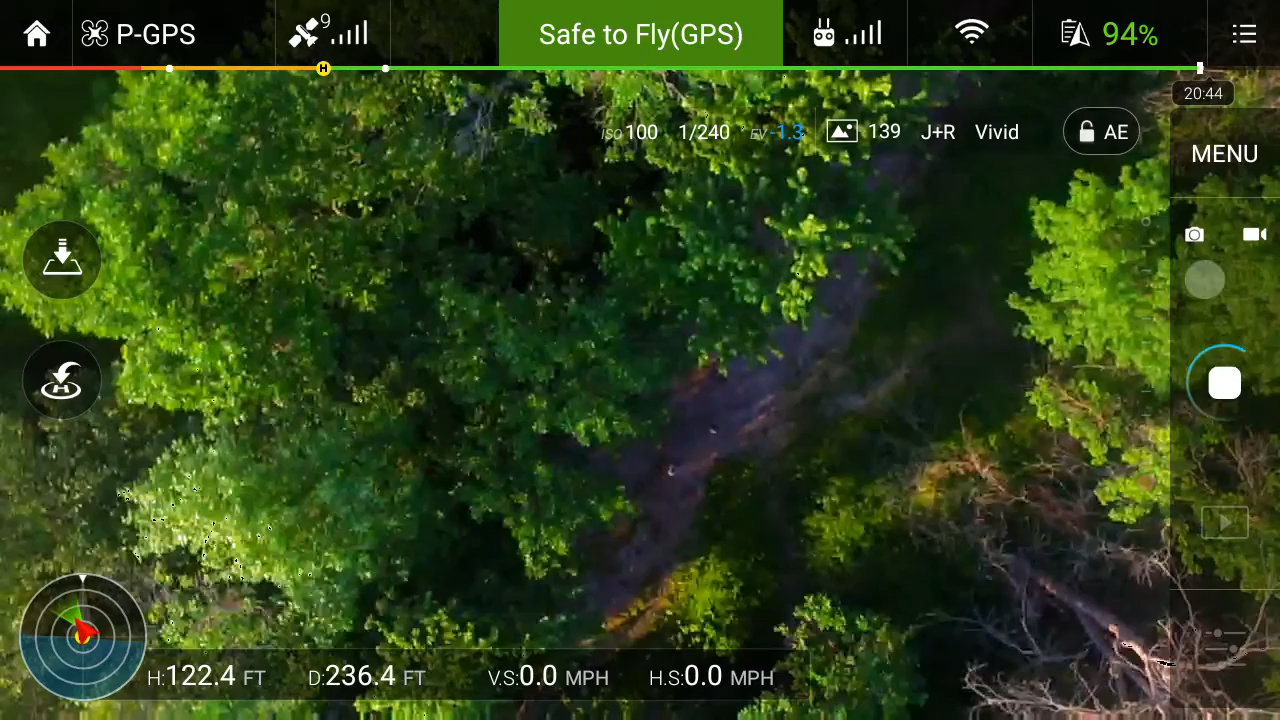 P-GPS
9
Safe to Fly(GPS)
94%
H
20:44
ISO 100 1/240 EV -1.3 139 J+R Vivid AE
MENU
H
H:122.4 FT D:236.4 FT V.S:0.0 MPH H.S:0.0 MPH